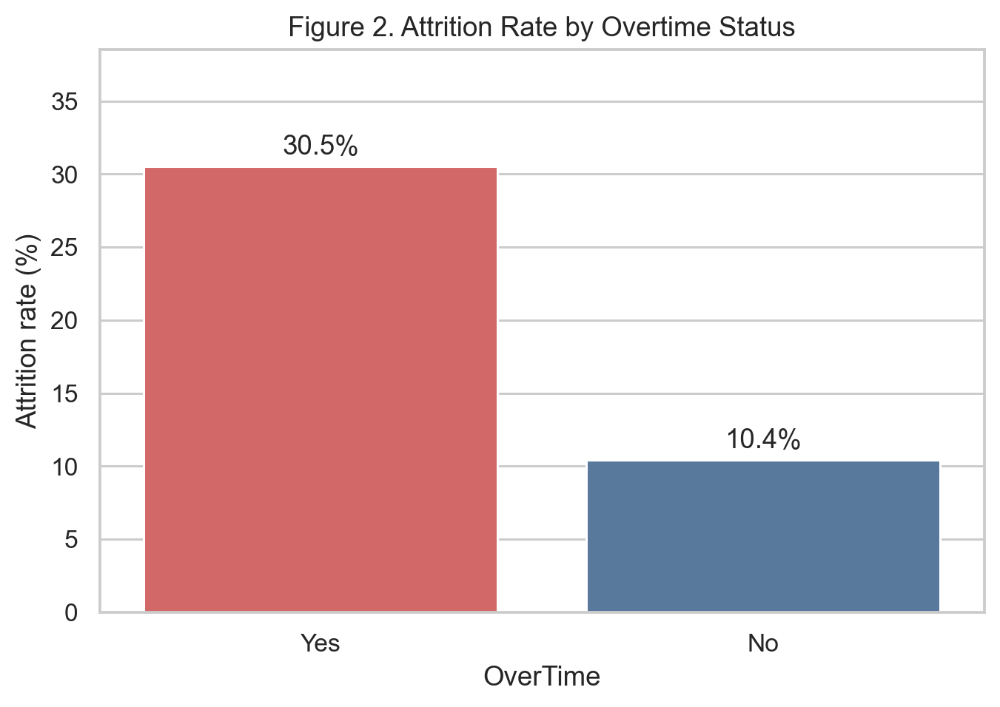 Figure 2. Attrition Rate by Overtime Status
Attrition rate (%)
35
30
25
20
15
10
5
0
30.5%
10.4%
Yes
No
OverTime